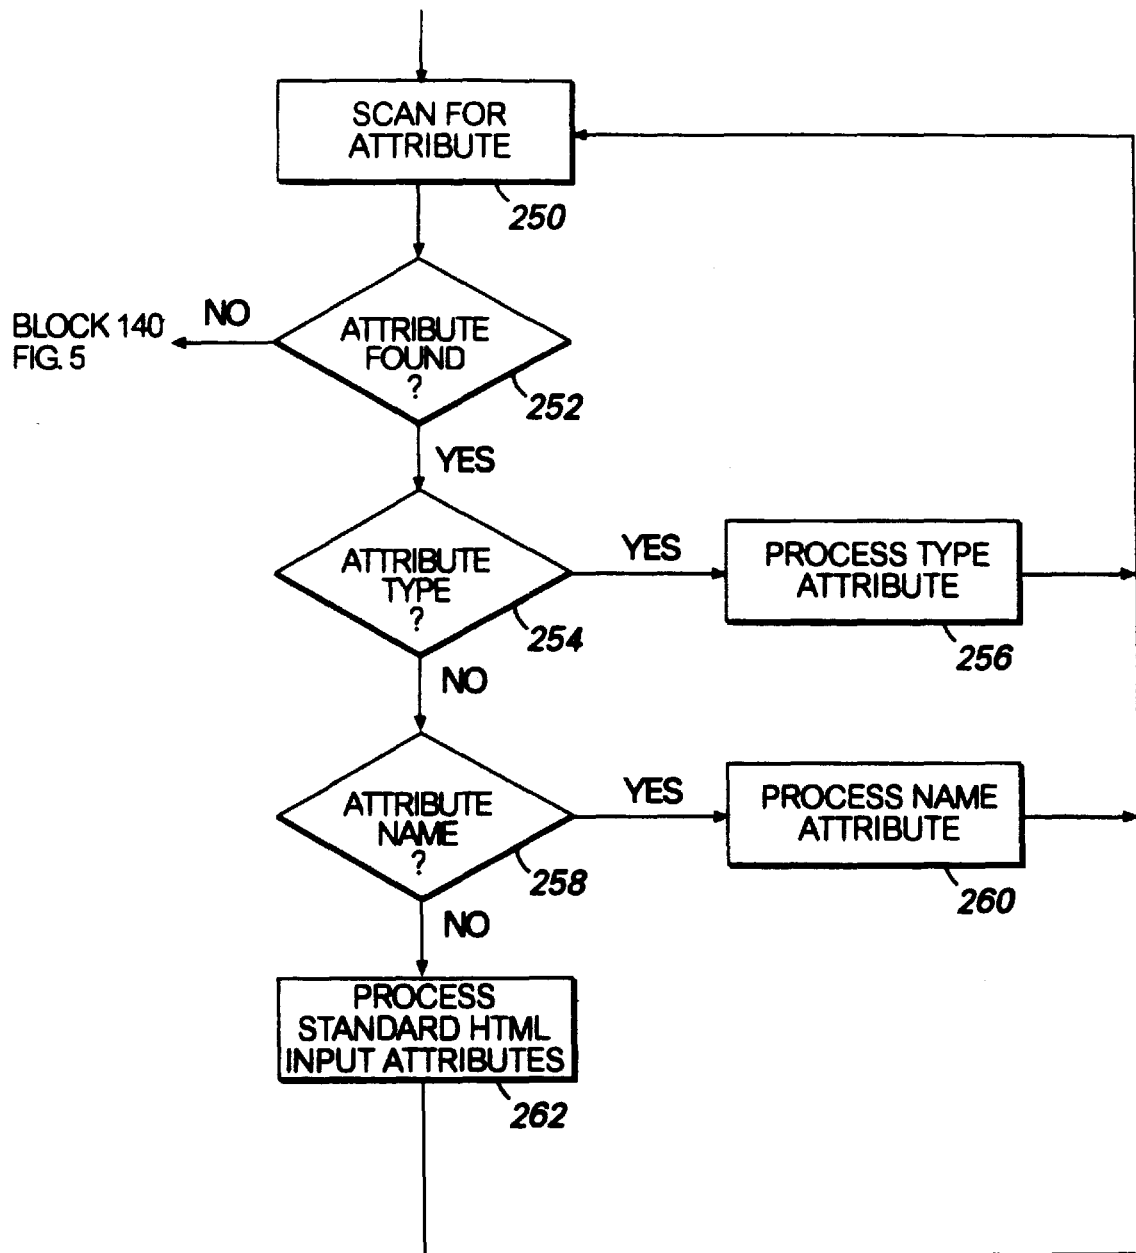 SCAN FOR
ATTRIBUTE
250
BLOCK 140
FIG. 5
NO
ATTRIBUTE
FOUND
?
252
YES
ATTRIBUTE
TYPE
?
254
YES
PROCESS TYPE
ATTRIBUTE
256
NO
ATTRIBUTE
NAME
?
258
YES
PROCESS NAME
ATTRIBUTE
260
NO
PROCESS
STANDARD HTML
INPUT ATTRIBUTES
262